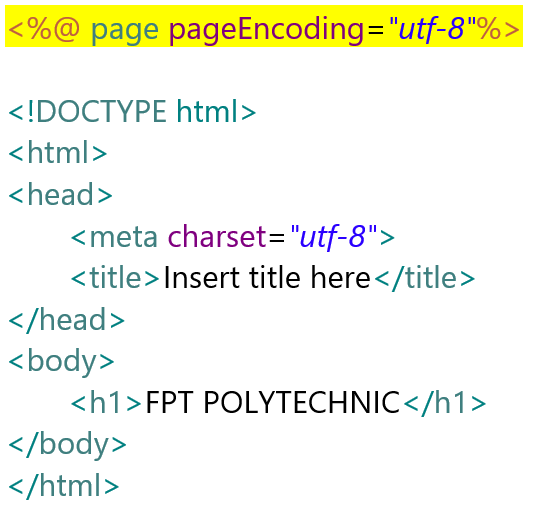 <%@ page pageEncoding="utf-8"%>
<!DOCTYPE html>
<html>
<head>
<meta charset="utf-8">
<title>Insert title here</title>
</head>
<body>
<h1>FPT POLYTECHNIC</h1>
</body>
</html>